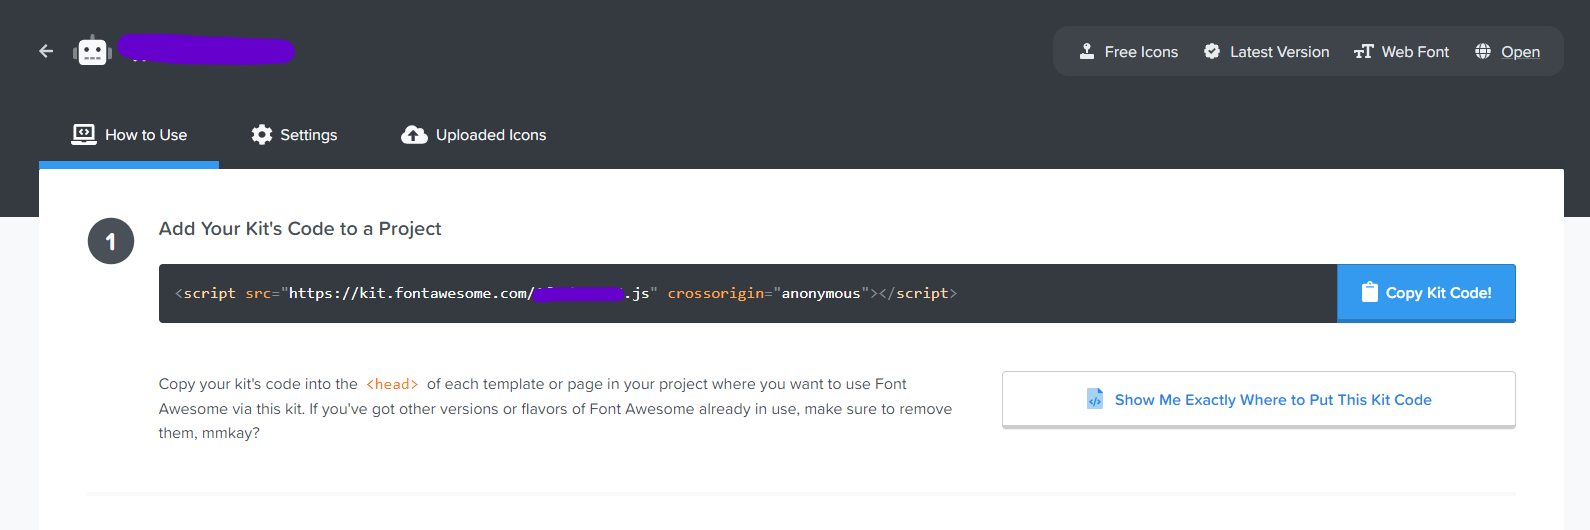 Free Icons Latest Version Web Font Open
How to Use Settings Uploaded Icons
1 Add Your Kit's Code to a Project
<script src="https://kit.fontawesome.com/ .js" crossorigin="anonymous"></script>
Copy Kit Code!
Copy your kit's code into the <head> of each template or page in your project where you want to use Font
Awesome via this kit. If you've got other versions or flavors of Font Awesome already in use, make sure to remove
them, mmkay?
Show Me Exactly Where to Put This Kit Code